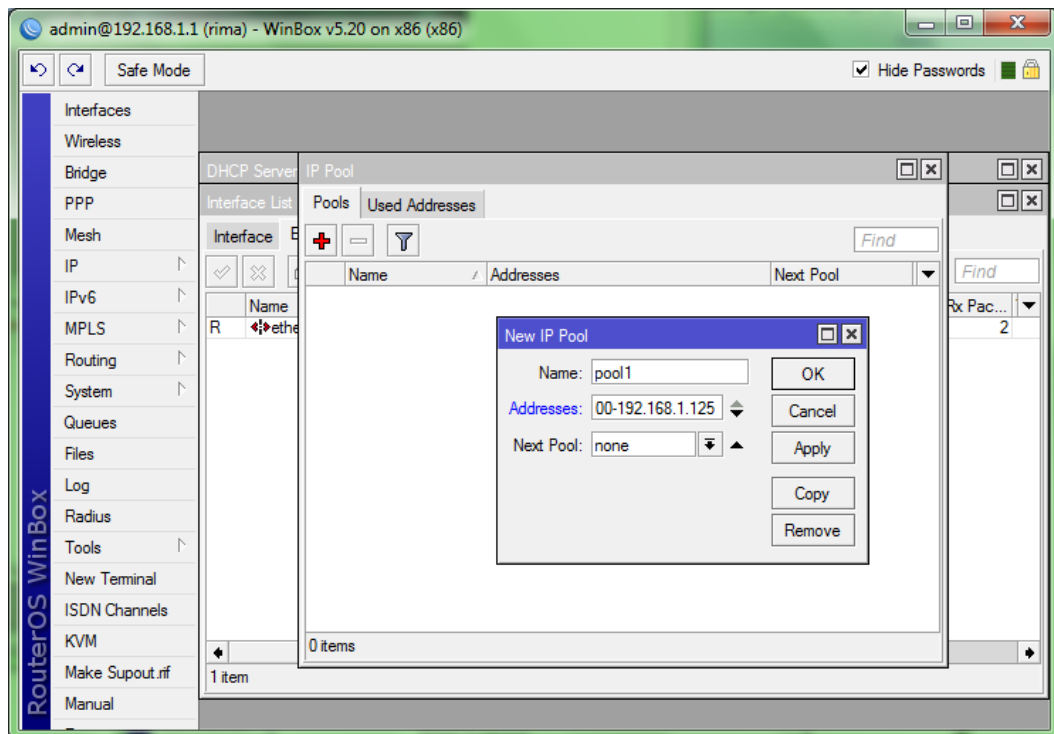 admin@192.168.1.1 (rima) - WinBox v5.20 on x86 (x86)
Safe Mode
Hide Passwords
RouterOS WinBox
Interfaces
Wireless
Bridge
PPP
Mesh
IP
IPv6
MPLS
Routing
System
Queues
Files
Log
Radius
Tools
New Terminal
ISDN Channels
KVM
Make Supout.rif
Manual
DHCP Server
Interface List
Interface E
Find
Name
Rx Pac...
R ethe 2
1 item
IP Pool
Pools Used Addresses
Find
Name Addresses Next Pool
0 items
New IP Pool
Name: pool1
Addresses: 00-192.168.1.125
Next Pool: none
OK
Cancel
Apply
Copy
Remove